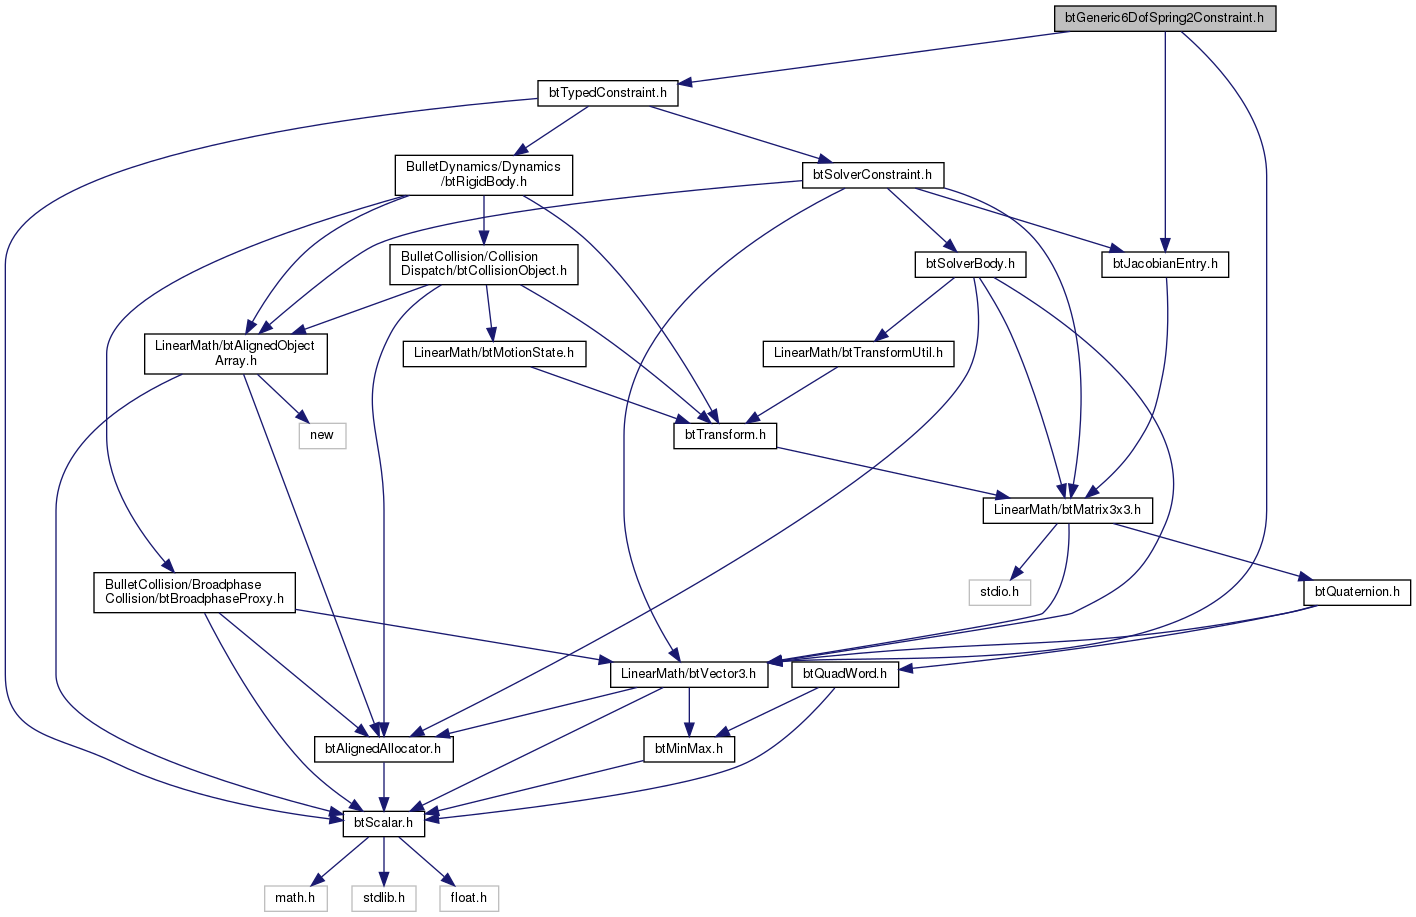 btGeneric6DofSpring2Constraint.h
btTypedConstraint.h
BulletDynamics/Dynamics
/btRigidBody.h
btSolverConstraint.h
BulletCollision/Collision
Dispatch/btCollisionObject.h
btSolverBody.h
btJacobianEntry.h
LinearMath/btAlignedObject
Array.h
LinearMath/btMotionState.h
LinearMath/btTransformUtil.h
new
btTransform.h
LinearMath/btMatrix3x3.h
BulletCollision/Broadphase
Collision/btBroadphaseProxy.h
stdio.h
btQuaternion.h
LinearMath/btVector3.h
btQuadWord.h
btAlignedAllocator.h
btMinMax.h
btScalar.h
math.h
stdlib.h
float.h